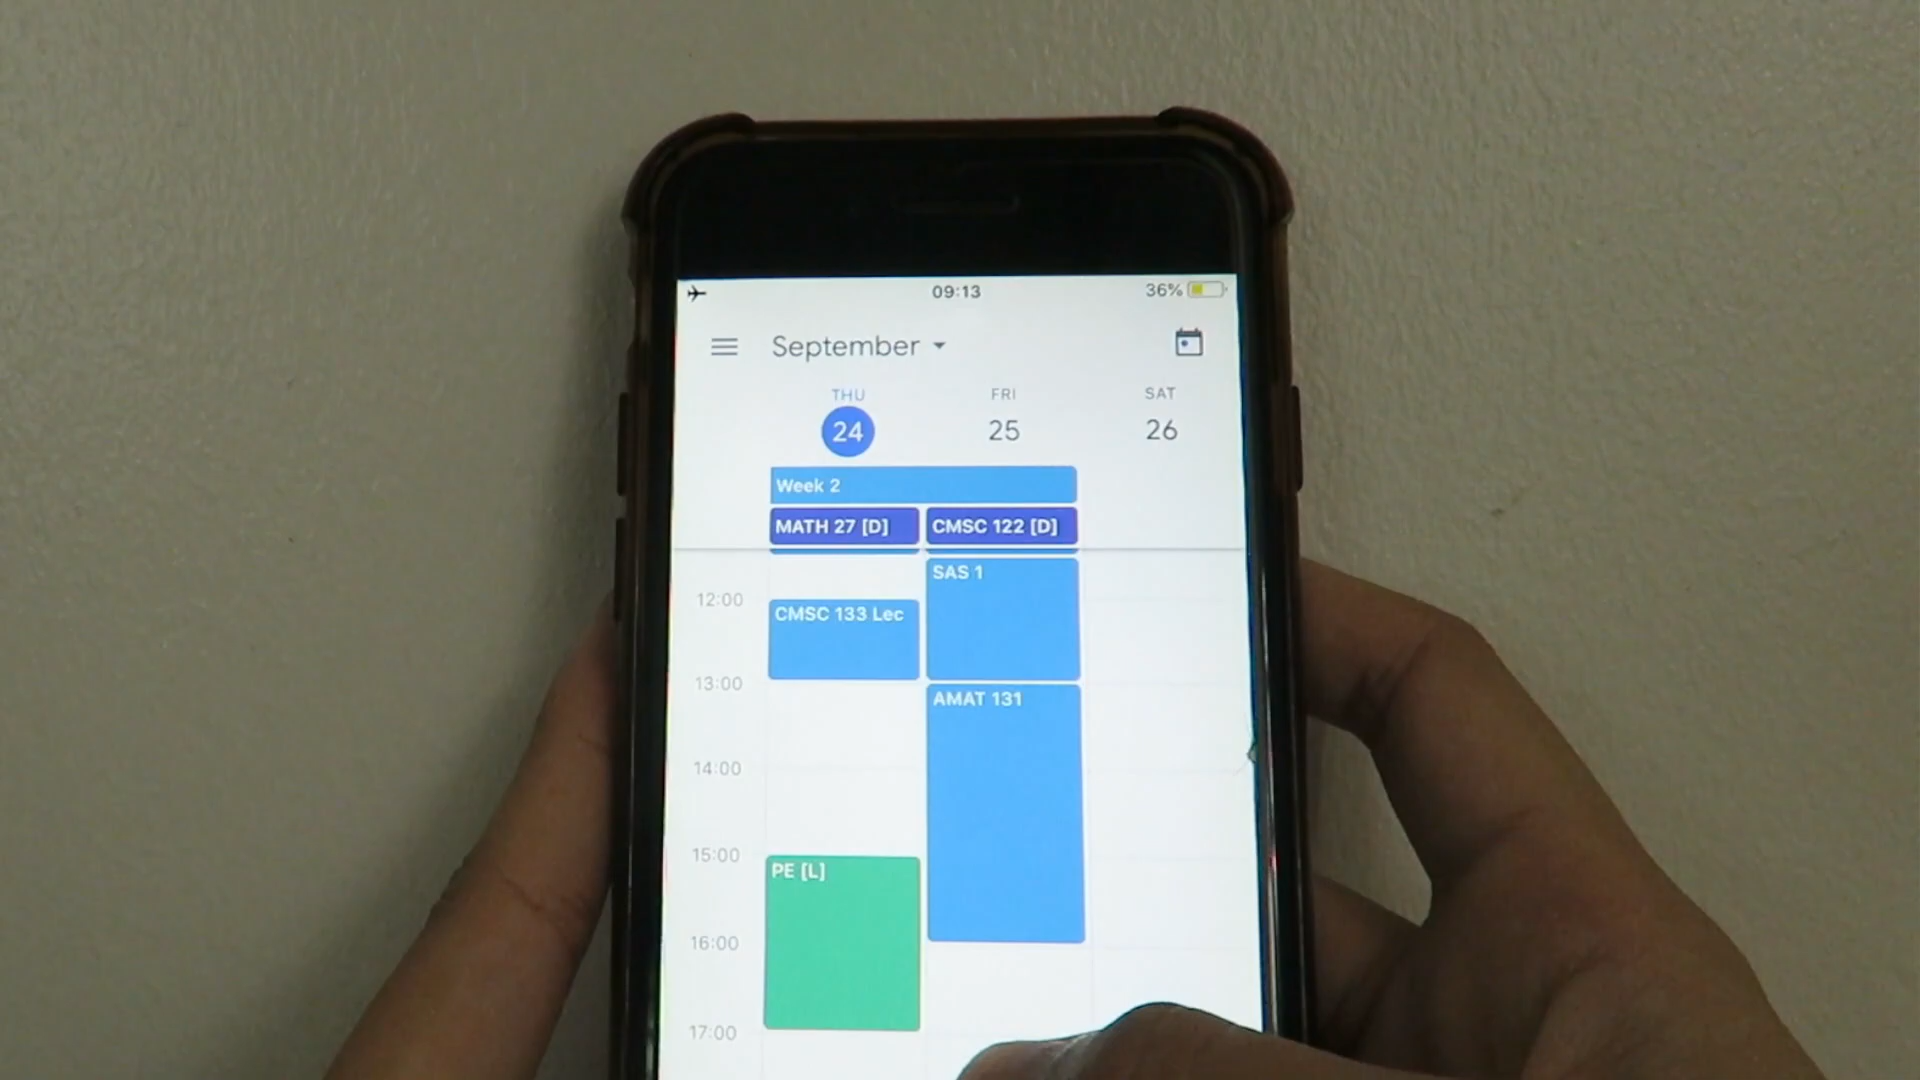 09:13 36%
September
THU FRI SAT
24 25 26
Week 2
MATH 27 [D] CMSC 122 [D]
SAS 1
12:00
CMSC 133 Lec
13:00
AMAT 131
14:00
15:00
PE [L]
16:00
17:00